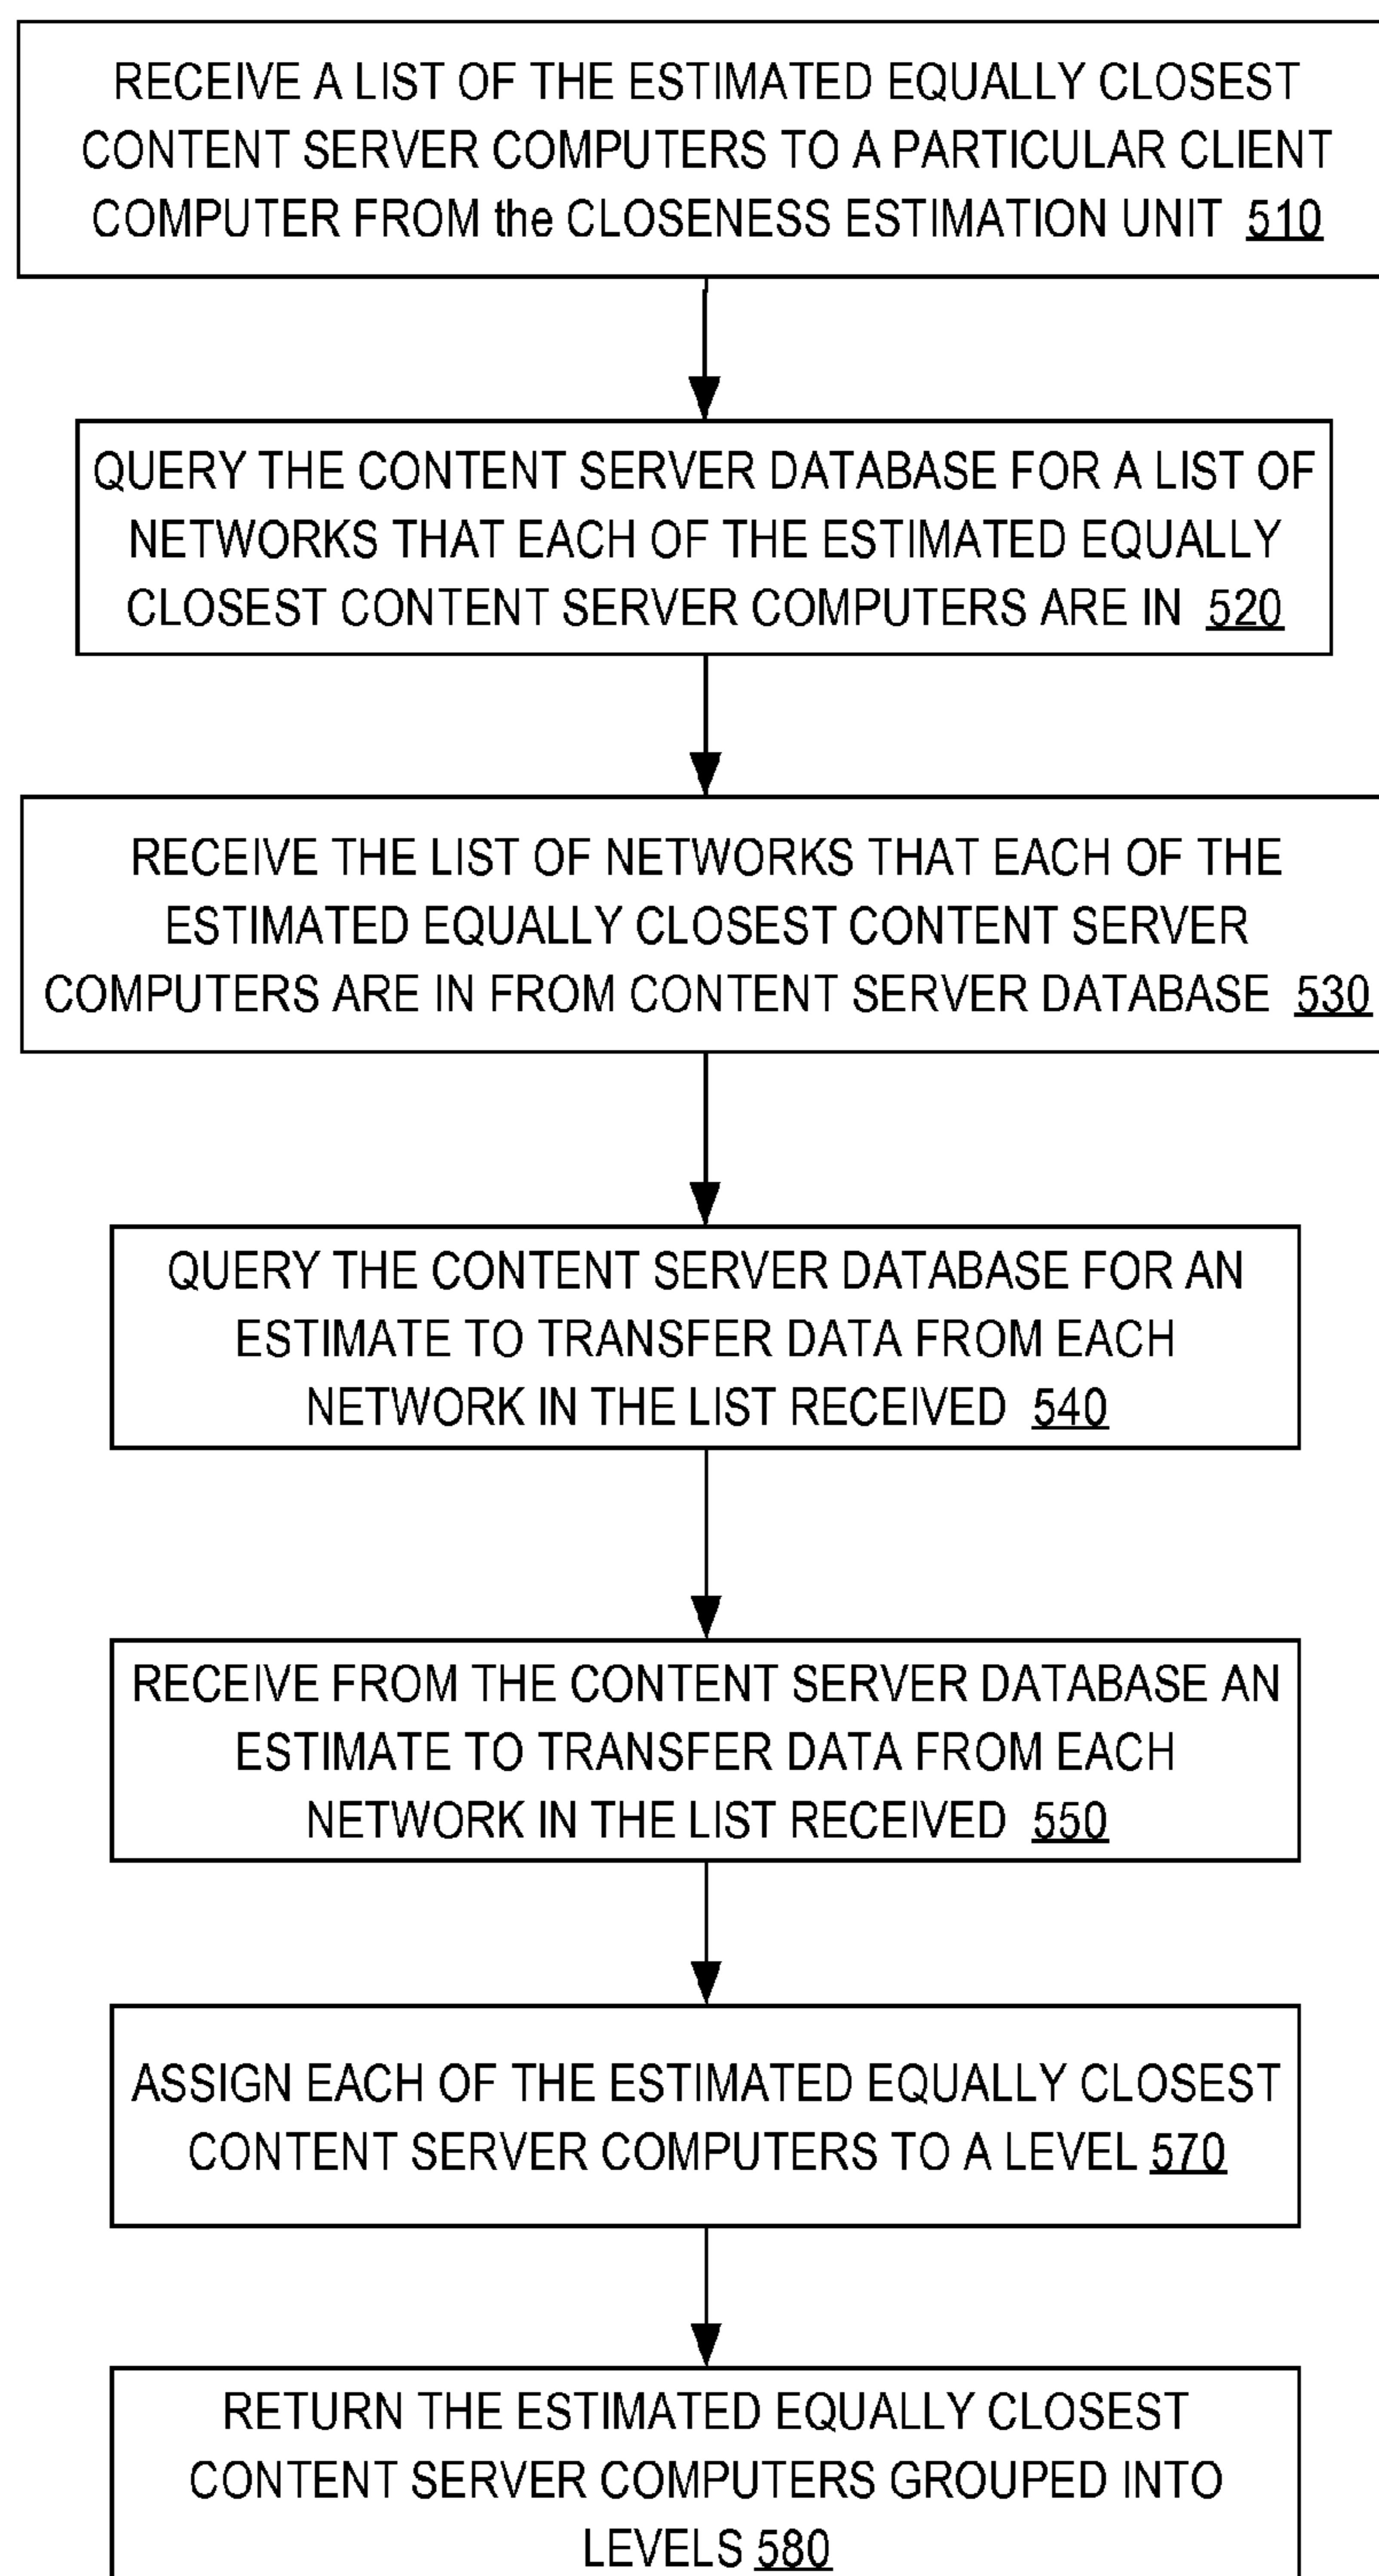 RECEIVE A LIST OF THE ESTIMATED EQUALLY CLOSEST
CONTENT SERVER COMPUTERS TO A PARTICULAR CLIENT
COMPUTER FROM the CLOSENESS ESTIMATION UNIT 510
QUERY THE CONTENT SERVER DATABASE FOR A LIST OF
NETWORKS THAT EACH OF THE ESTIMATED EQUALLY
CLOSEST CONTENT SERVER COMPUTERS ARE IN 520
RECEIVE THE LIST OF NETWORKS THAT EACH OF THE
ESTIMATED EQUALLY CLOSEST CONTENT SERVER
COMPUTERS ARE IN FROM CONTENT SERVER DATABASE 530
QUERY THE CONTENT SERVER DATABASE FOR AN
ESTIMATE TO TRANSFER DATA FROM EACH
NETWORK IN THE LIST RECEIVED 540
RECEIVE FROM THE CONTENT SERVER DATABASE AN
ESTIMATE TO TRANSFER DATA FROM EACH
NETWORK IN THE LIST RECEIVED 550
ASSIGN EACH OF THE ESTIMATED EQUALLY CLOSEST
CONTENT SERVER COMPUTERS TO A LEVEL 570
RETURN THE ESTIMATED EQUALLY CLOSEST
CONTENT SERVER COMPUTERS GROUPED INTO
LEVELS 580